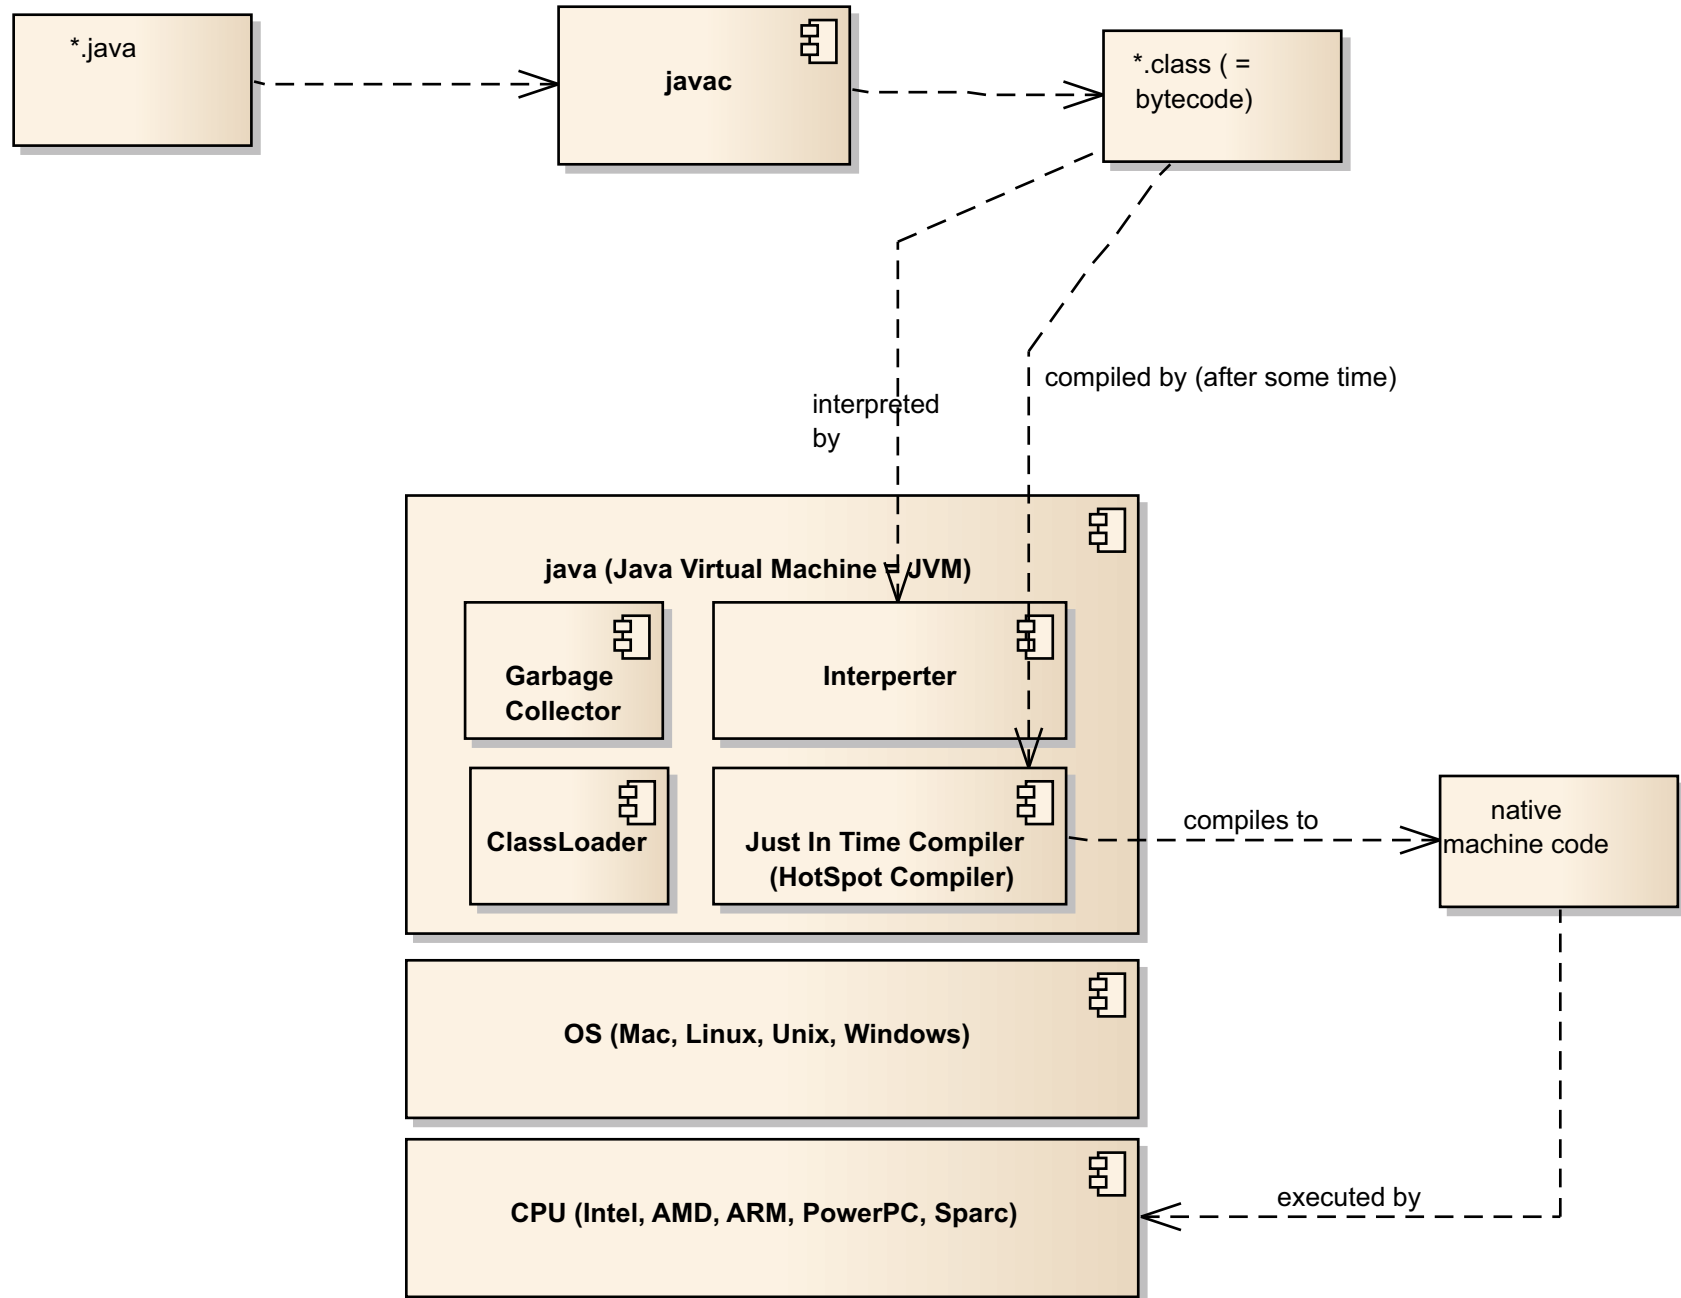 *.java
javac
*.class ( =
bytecode)
compiled by (after some time)
interpreted
by
java (Java Virtual Machine = JVM)
Garbage
Collector
Interperter
ClassLoader
Just In Time Compiler
(HotSpot Compiler)
compiles to
native
machine code
OS (Mac, Linux, Unix, Windows)
executed by
CPU (Intel, AMD, ARM, PowerPC, Sparc)